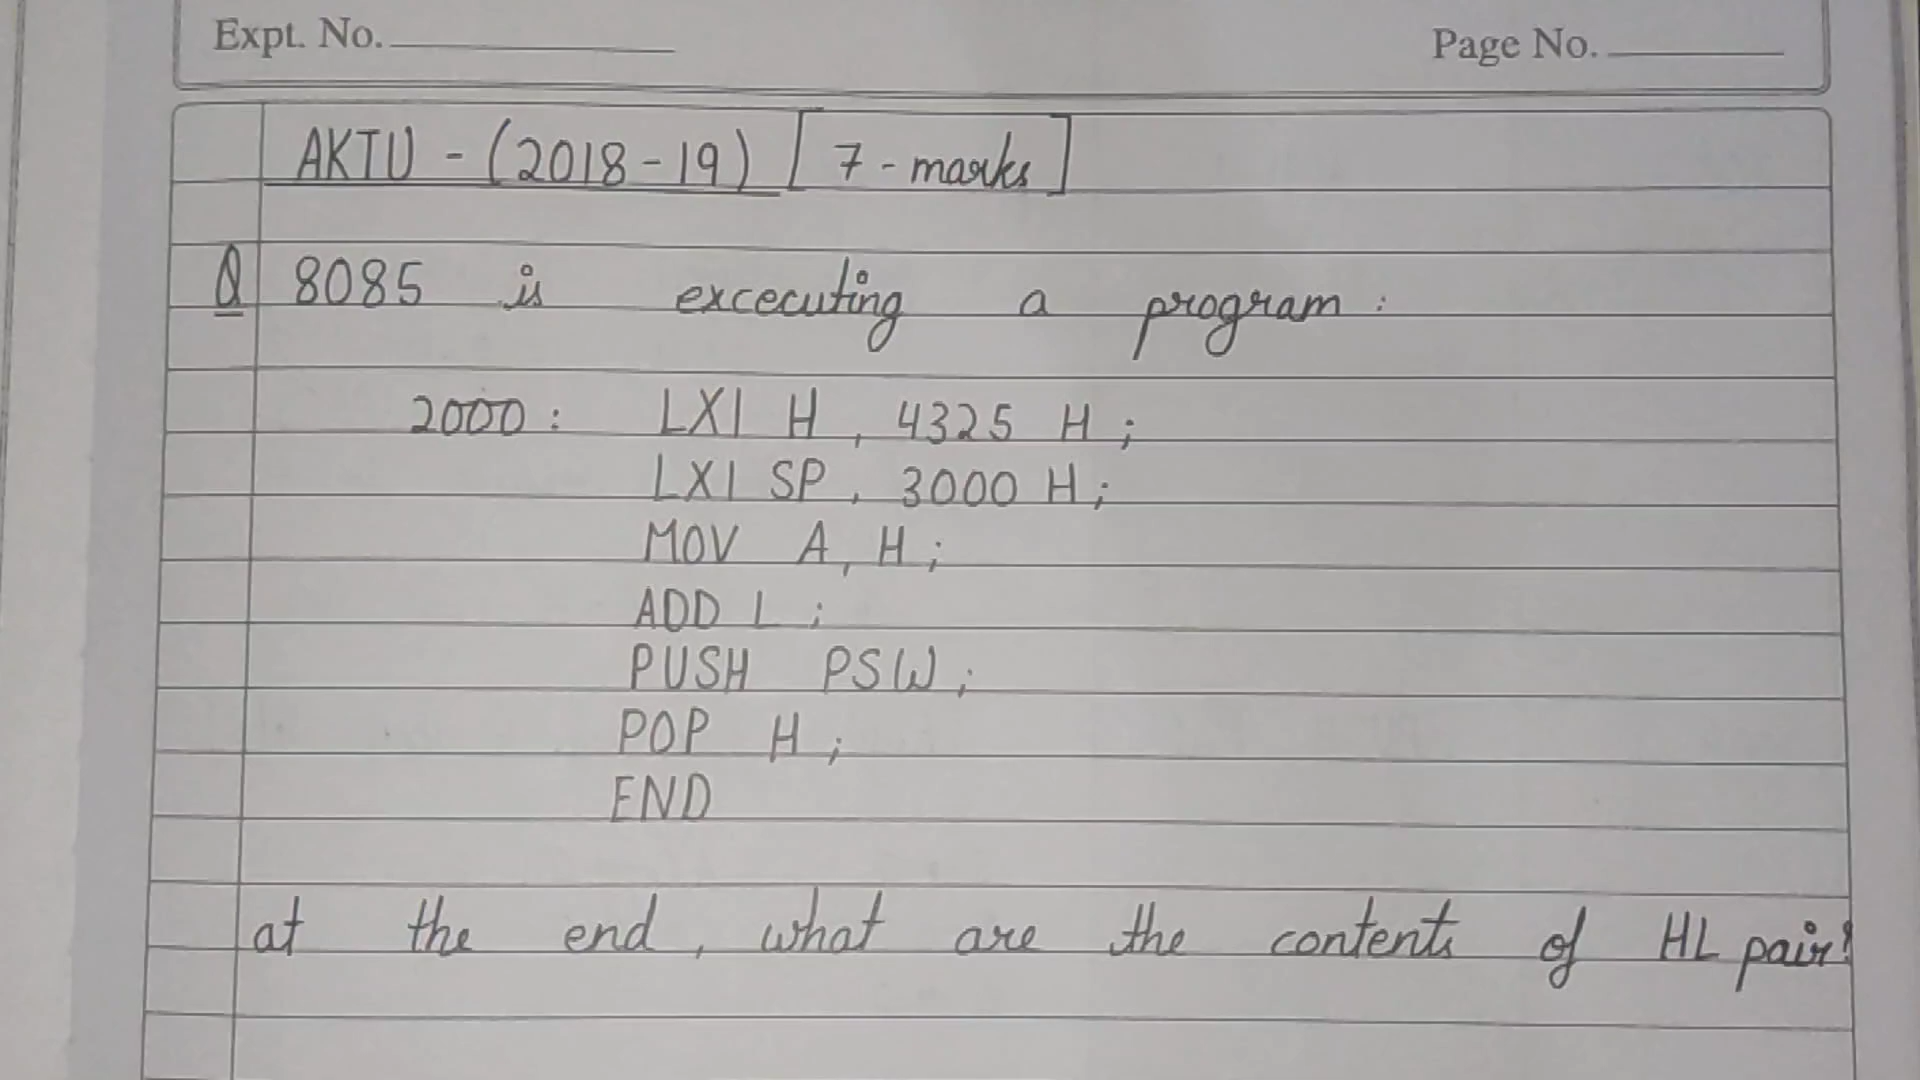 Expt. No.
Page No.
AKTU - (2018-19) [7-marks]
Q 8085 is excecuting a program:
2000: LXI H, 4325 H;
LXI SP, 3000 H;
MOV A, H;
ADD L;
PUSH PSW;
POP H;
END
at the end, what are the contents of HL pair?